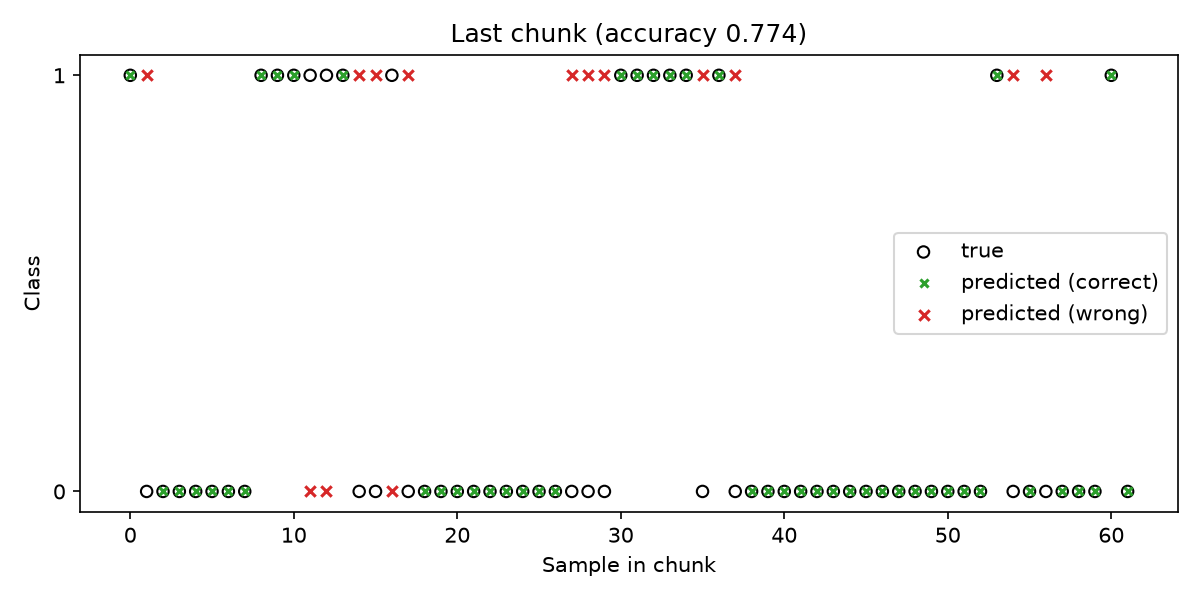 Last chunk (accuracy 0.774)
1
0
Class
true
predicted (correct)
predicted (wrong)
0 10 20 30 40 50 60
Sample in chunk